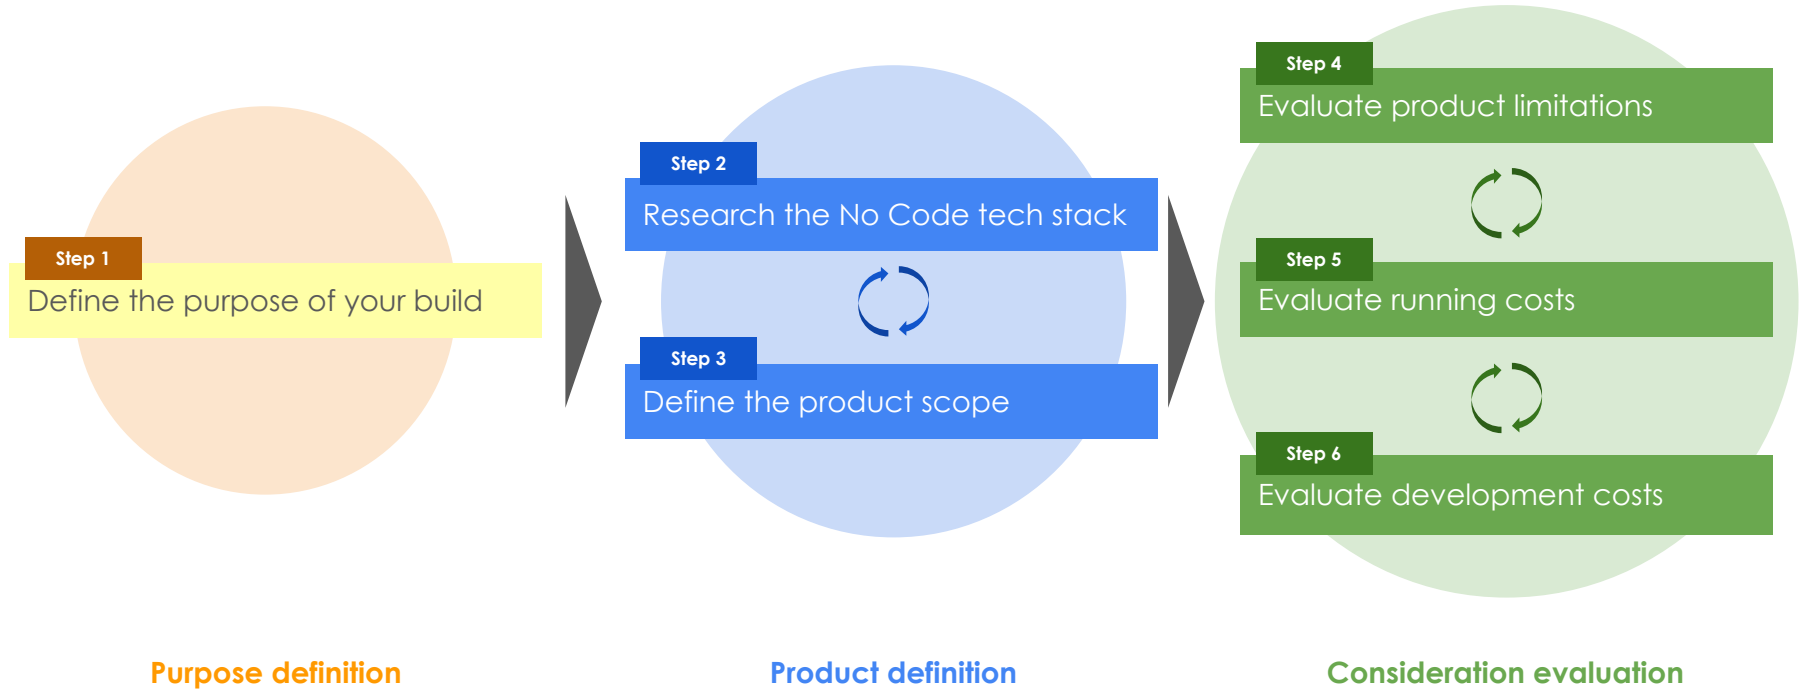 Step 1
Define the purpose of your build
Purpose definition
Step 2
Research the No Code tech stack
Step 3
Define the product scope
Product definition
Step 4
Evaluate product limitations
Step 5
Evaluate running costs
Step 6
Evaluate development costs
Consideration evaluation